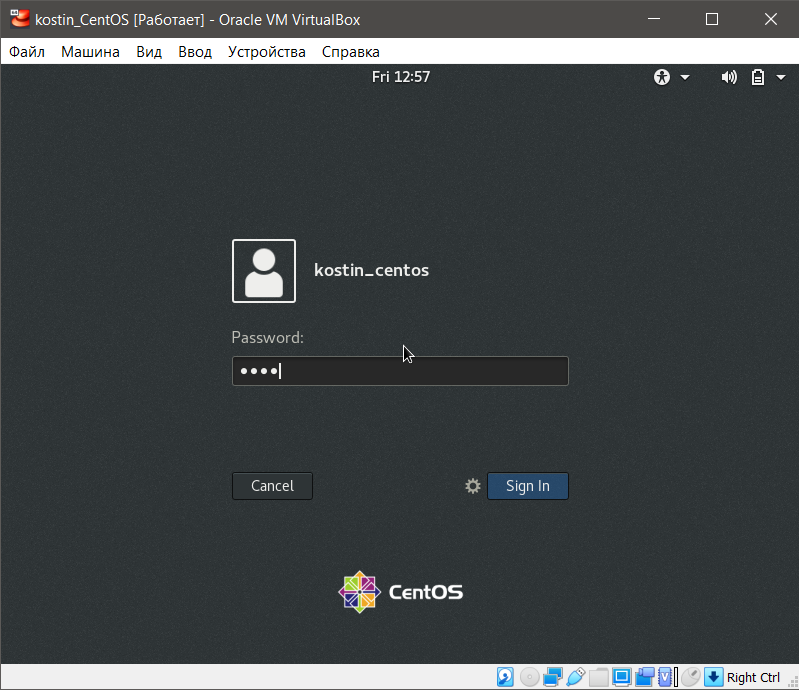 kostin_CentOS [Работает] - Oracle VM VirtualBox
Файл Машина Вид Ввод Устройства Справка
Fri 12:57
kostin_centos
Password:
••••
Cancel Sign In
CentOS
Right Ctrl